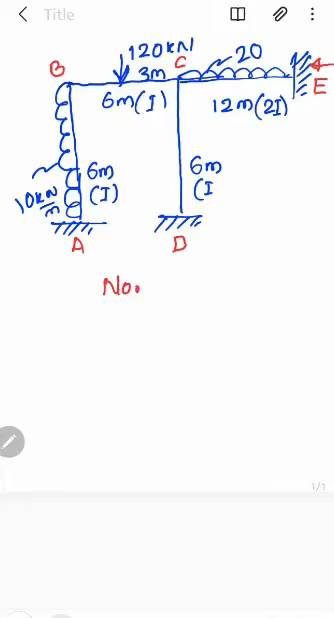 Title
120kN
B
3m
C
20
6m(I)
12m(2I)
E
10kN/m
6m
(I)
6m
(I
A
D
No.
1/1